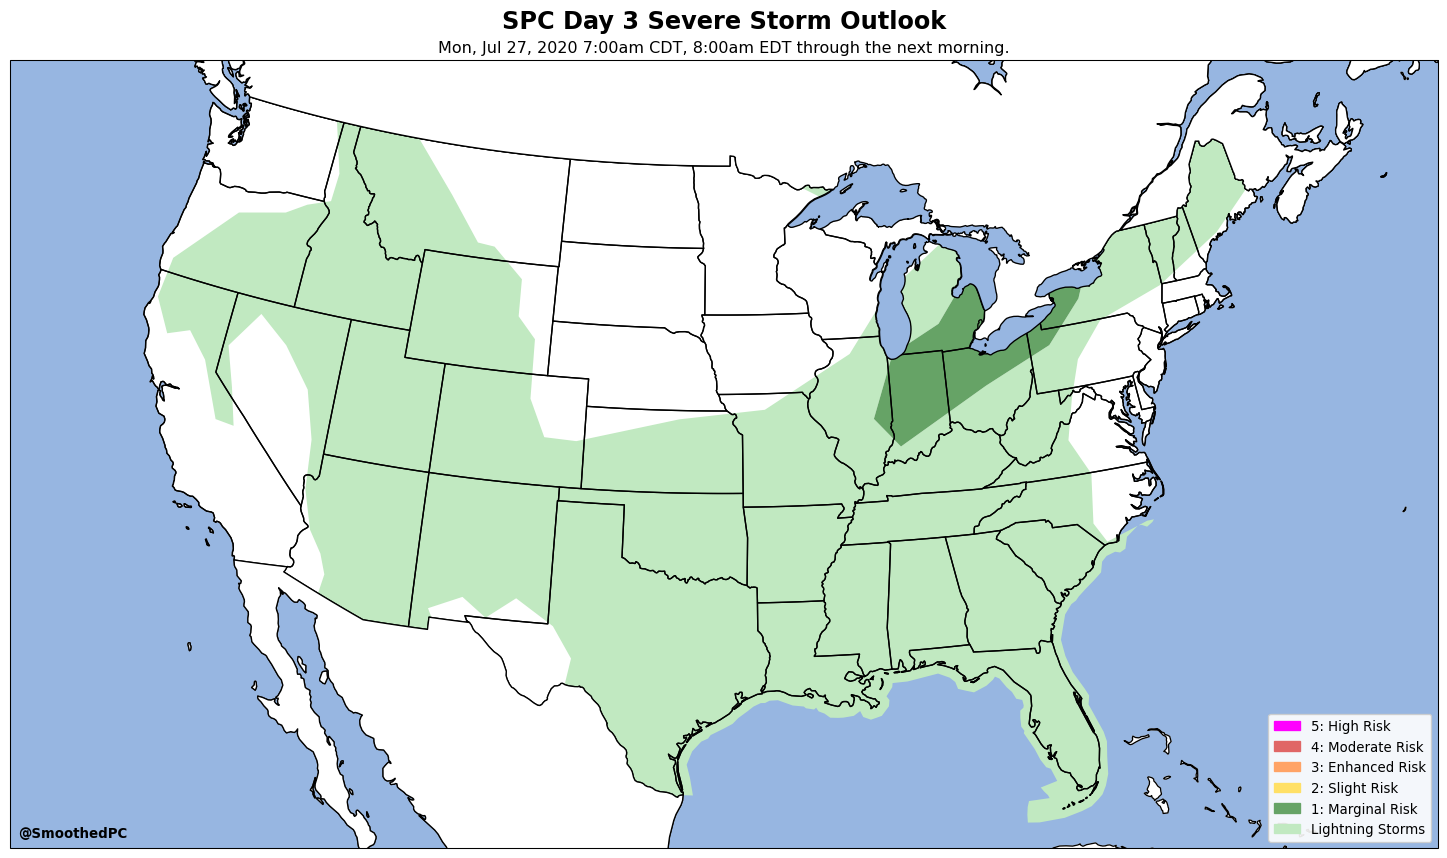 SPC Day 3 Severe Storm Outlook
Mon, Jul 27, 2020 7:00am CDT, 8:00am EDT through the next morning.
5: High Risk
4: Moderate Risk
3: Enhanced Risk
2: Slight Risk
1: Marginal Risk
Lightning Storms
@SmoothedPC